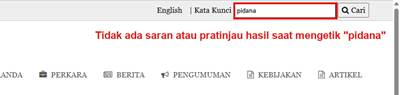 English | Kata Kunci pidana Cari
Tidak ada saran atau pratinjau hasil saat mengetik "pidana"
ANDA PERKARA BERITA PENGUMUMAN KEBIJAKAN ARTIKEL